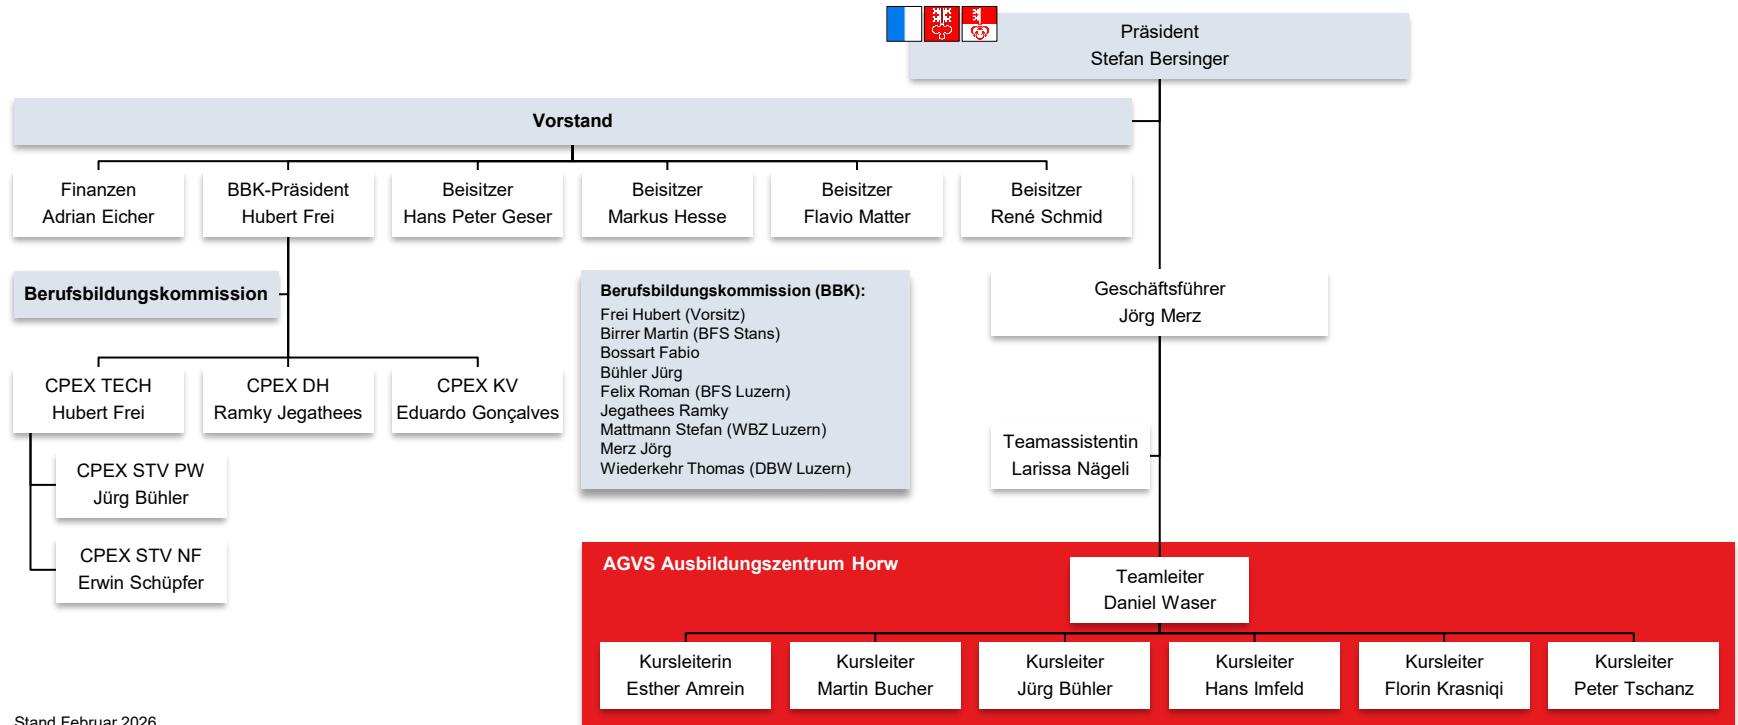 Präsident
Stefan Bersinger
Vorstand
Finanzen
Adrian Eicher
BBK-Präsident
Hubert Frei
Beisitzer
Hans Peter Geser
Beisitzer
Markus Hesse
Beisitzer
Flavio Matter
Beisitzer
René Schmid
Berufsbildungskommission
Berufsbildungskommission (BBK):
Frei Hubert (Vorsitz)
Birrer Martin (BFS Stans)
Bossart Fabio
Bühler Jürg
Felix Roman (BFS Luzern)
Jegathees Ramky
Mattmann Stefan (WBZ Luzern)
Merz Jörg
Wiederkehr Thomas (DBW Luzern)
Geschäftsführer
Jörg Merz
CPEX TECH
Hubert Frei
CPEX DH
Ramky Jegathees
CPEX KV
Eduardo Gonçalves
CPEX STV PW
Jürg Bühler
CPEX STV NF
Erwin Schüpfer
Teamassistentin
Larissa Nägeli
AGVS Ausbildungszentrum Horw
Teamleiter
Daniel Waser
Kursleiterin
Esther Amrein
Kursleiter
Martin Bucher
Kursleiter
Jürg Bühler
Kursleiter
Hans Imfeld
Kursleiter
Florin Krasniqi
Kursleiter
Peter Tschanz
Stand Februar 2026